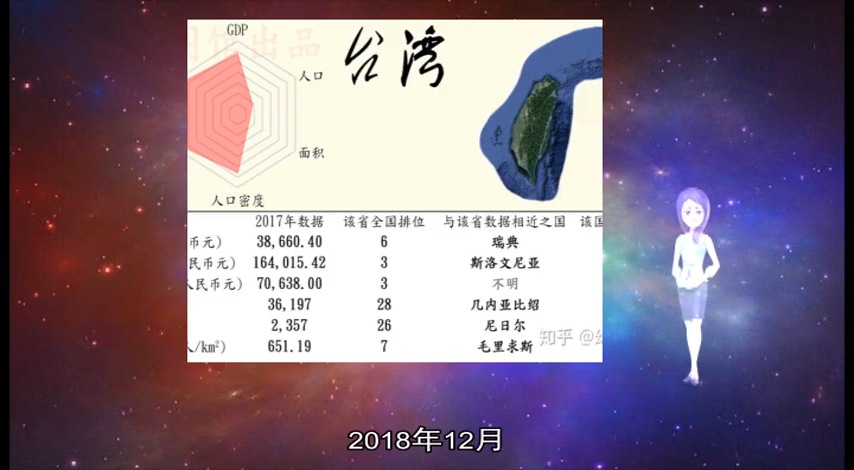 GDP
台湾
人口
面积
人口密度
2017年数据 该省全国排位 与该省数据相近之国 该国
币元) 38,660.40 6 瑞典
民币元) 164,015.42 3 斯洛文尼亚
人民币元) 70,638.00 3 不明
36,197 28 几内亚比绍
2,357 26 尼日尔
人/km²) 651.19 7 毛里求斯
知乎 @
2018年12月